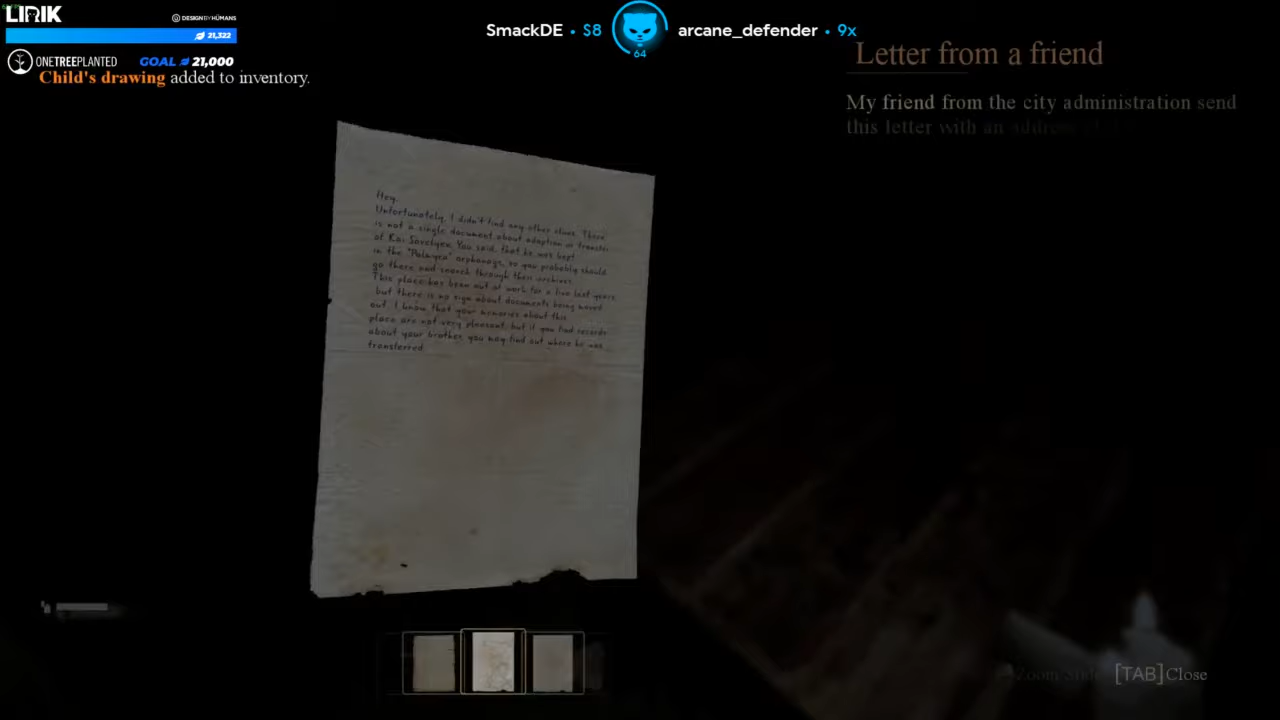 LIRIK
DESIGN BY HÜMANS
21,322
ONETREEPLANTED
GOAL 21,000
Child's drawing added to inventory.
SmackDE • $8
64
arcane_defender • 9x
Letter from a friend
My friend from the city administration send
this letter with an address
Hey.
Unfortunately, I didn't find any other clues. There
is not a single document about adoption or transfer
of Kai. You said, that he was kept
in the "Palmyra" orphanage, so you probably should
go there and search through their archives.
This place has been out of work for a five last years,
but there is no sign about documents being moved
out. I know that your memories about this
place are not very pleasant, but if you find records
about your brother, you may find out where he was
transferred.
Zoom
[TAB] Close